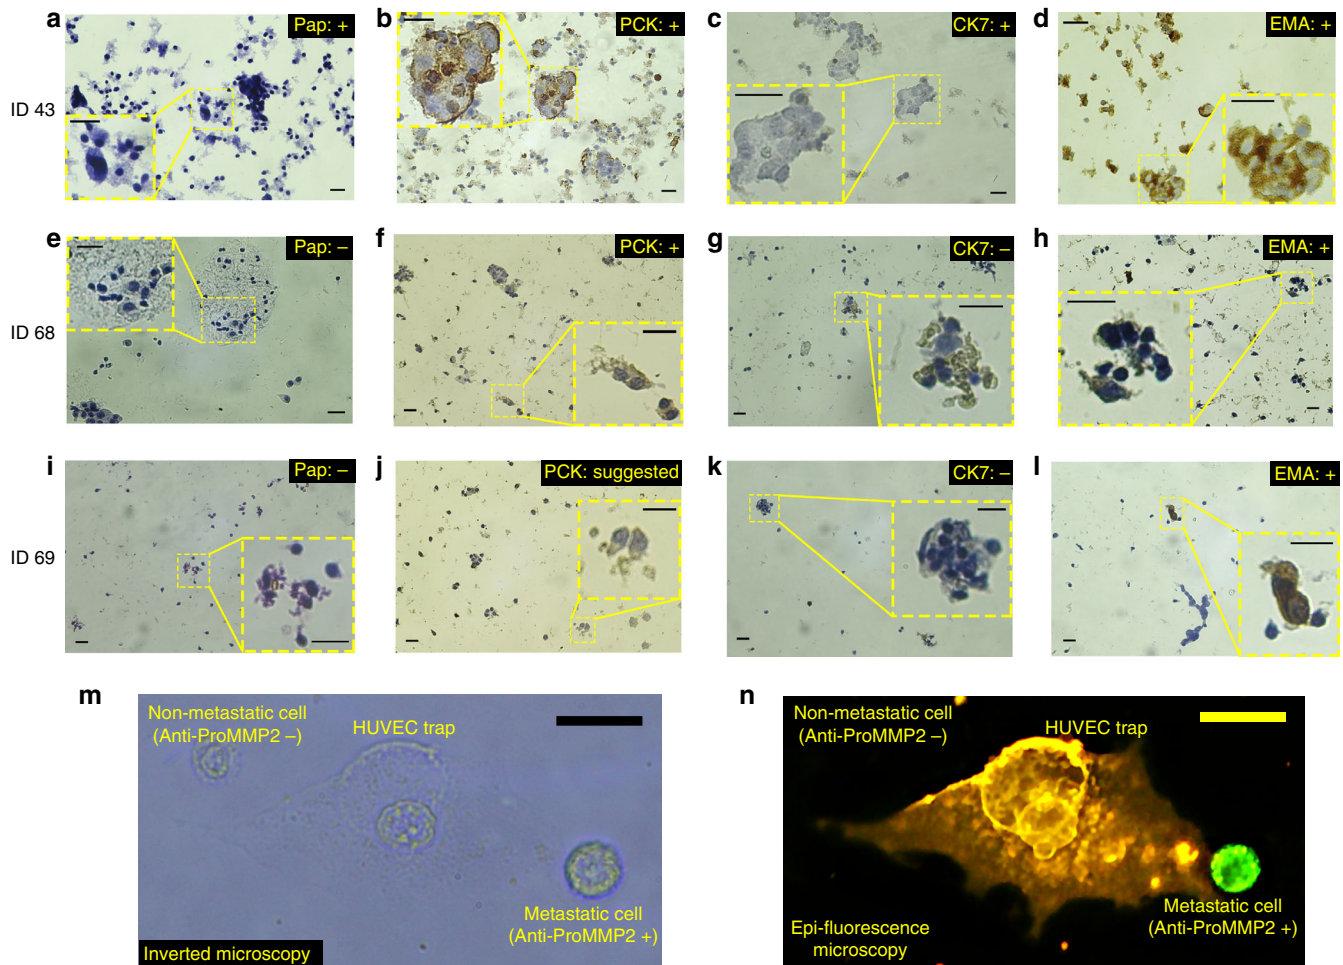 a
Pap: +
b
PCK: +
c
CK7: +
d
EMA: +
ID 43
e
Pap: –
f
PCK: +
g
CK7: –
h
EMA: +
ID 68
i
Pap: –
j
PCK: suggested
k
CK7: –
l
EMA: +
ID 69
m
Non-metastatic cell
(Anti-ProMMP2 –)
HUVEC trap
Metastatic cell
(Anti-ProMMP2 +)
Inverted microscopy
n
Non-metastatic cell
(Anti-ProMMP2 –)
HUVEC trap
Metastatic cell
(Anti-ProMMP2 +)
Epi-fluorescence
microscopy